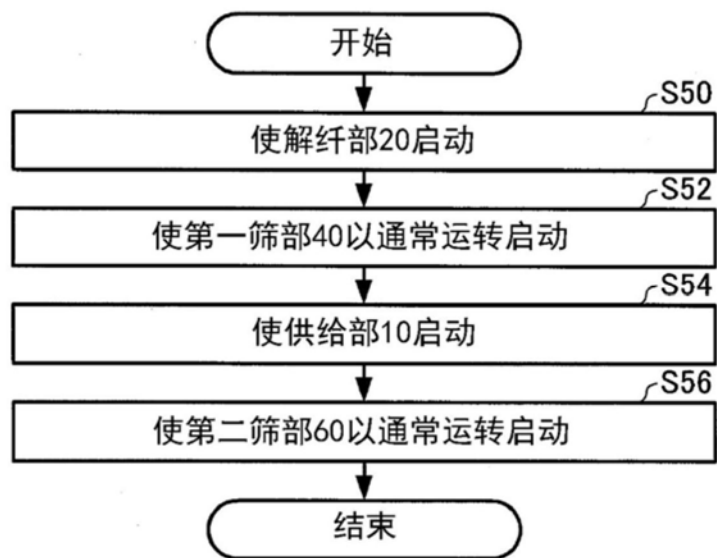 开始
S50
使解纤部20启动
S52
使第一筛部40以通常运转启动
S54
使供给部10启动
S56
使第二筛部60以通常运转启动
结束